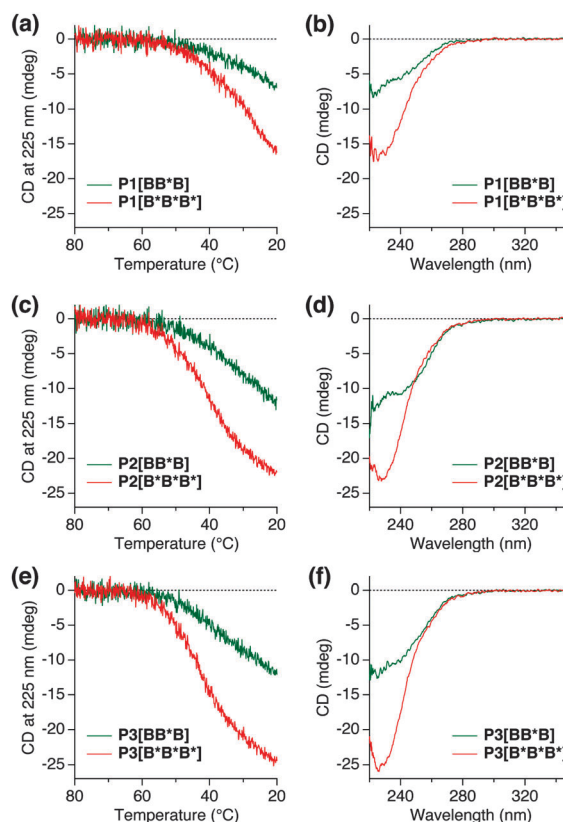 (a)
CD at 225 nm (mdeg)
0
-5
-10
-15
-20
-25
P1[BB*B]
P1[B*B*B*]
80 60 40 20
Temperature (°C)
(b)
CD (mdeg)
0
-5
-10
-15
-20
-25
P1[BB*B]
P1[B*B*B*]
240 280 320
Wavelength (nm)
(c)
CD at 225 nm (mdeg)
0
-5
-10
-15
-20
-25
P2[BB*B]
P2[B*B*B*]
80 60 40 20
Temperature (°C)
(d)
CD (mdeg)
0
-5
-10
-15
-20
-25
P2[BB*B]
P2[B*B*B*]
240 280 320
Wavelength (nm)
(e)
CD at 225 nm (mdeg)
0
-5
-10
-15
-20
-25
P3[BB*B]
P3[B*B*B*]
80 60 40 20
Temperature (°C)
(f)
CD (mdeg)
0
-5
-10
-15
-20
-25
P3[BB*B]
P3[B*B*B*]
240 280 320
Wavelength (nm)